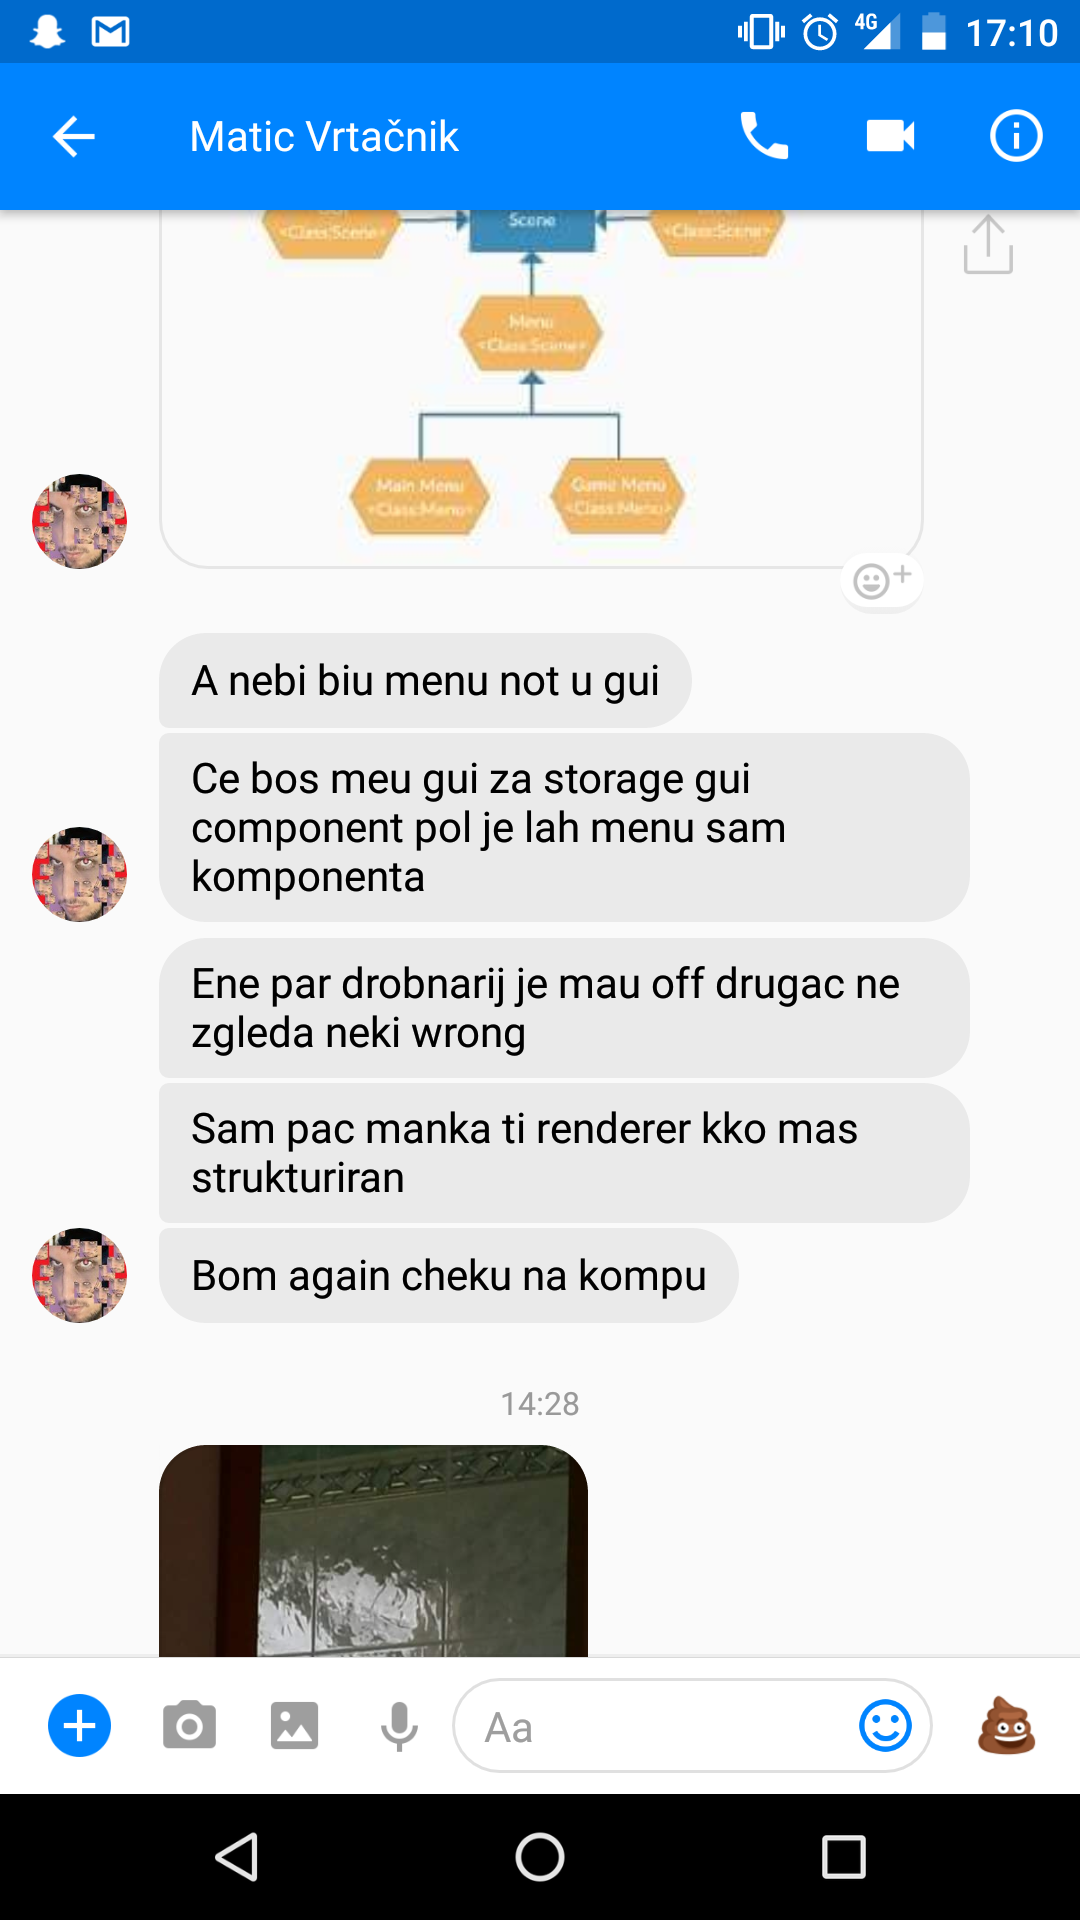 4G 17:10
Matic Vrtačnik
Scene
<Class:Scene>
<Class:Scene>
Menu
<Class:Scene>
Main Menu
Game Menu
<Class:Menu>
<Class:Menu>
A nebi biu menu not u gui
Ce bos meu gui za storage gui
component pol je lah menu sam
komponenta
Ene par drobnarij je mau off drugac ne
zgleda neki wrong
Sam pac manka ti renderer kko mas
strukturiran
Bom again cheku na kompu
14:28
Aa